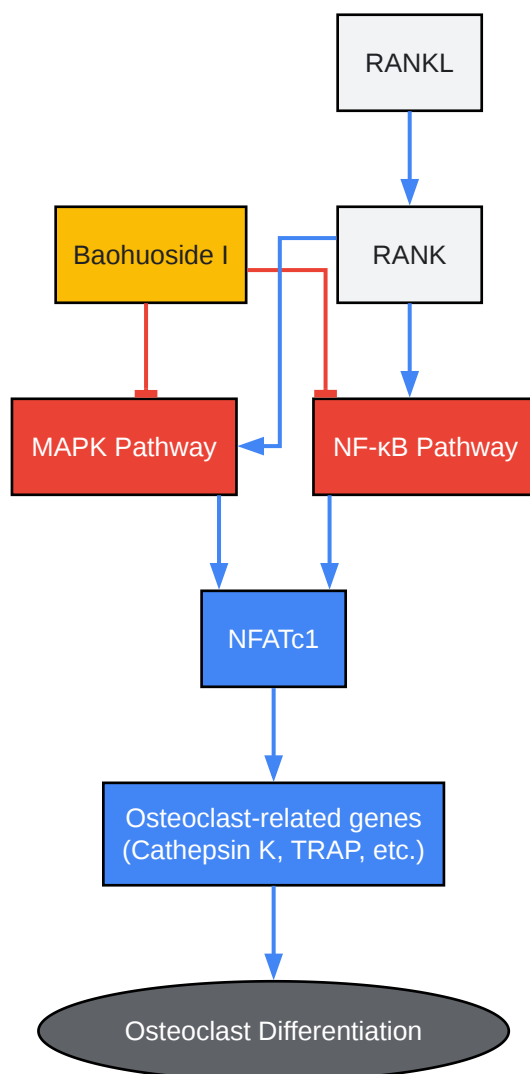 RANKL
Baohuoside I
RANK
MAPK Pathway
NF-κB Pathway
NFATc1
Osteoclast-related genes
(Cathepsin K, TRAP, etc.)
Osteoclast Differentiation